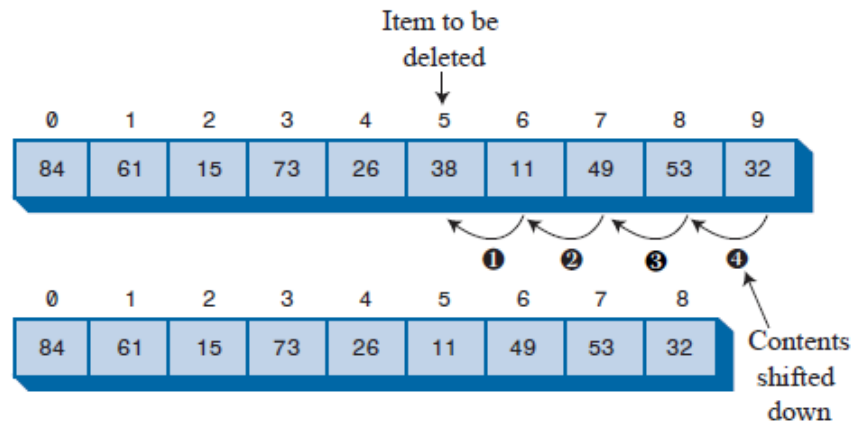 Item to be
deleted
0 1 2 3 4 5 6 7 8 9
84 61 15 73 26 38 11 49 53 32
❶ ❷ ❸ ❹
0 1 2 3 4 5 6 7 8
84 61 15 73 26 11 49 53 32
Contents
shifted
down